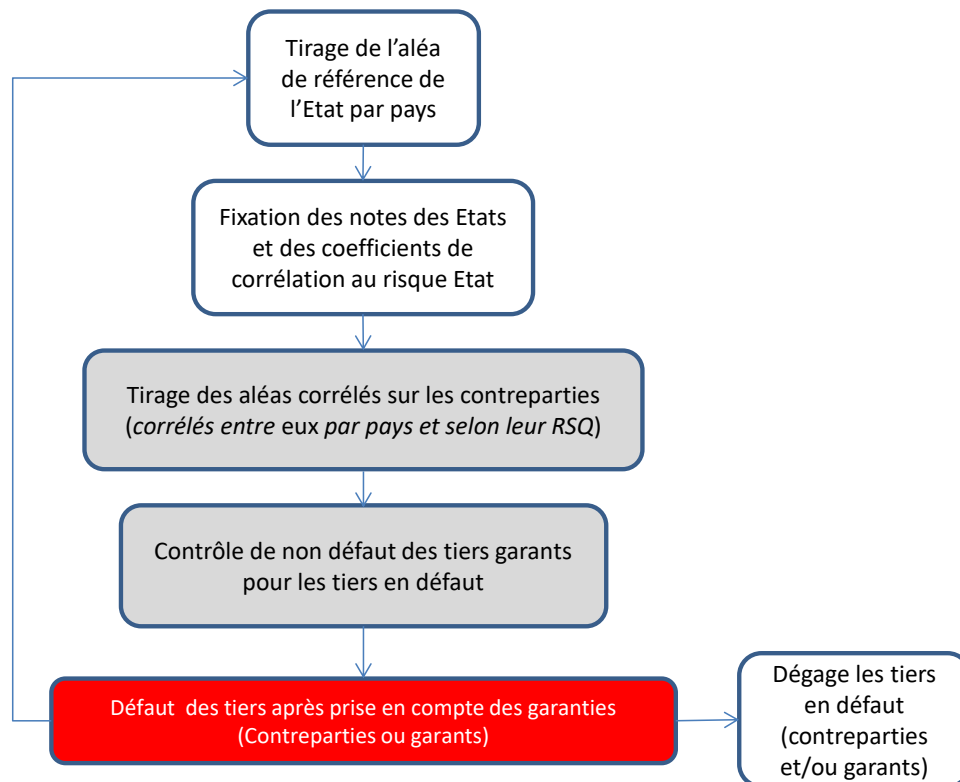 Tirage de l’aléa
de référence de
l’Etat par pays
Fixation des notes des Etats
et des coefficients de
corrélation au risque Etat
Tirage des aléas corrélés sur les contreparties
(corrélés entre eux par pays et selon leur RSQ)
Contrôle de non défaut des tiers garants
pour les tiers en défaut
Défaut des tiers après prise en compte des garanties
(Contreparties ou garants)
Dégage les tiers
en défaut
(contreparties
et/ou garants)